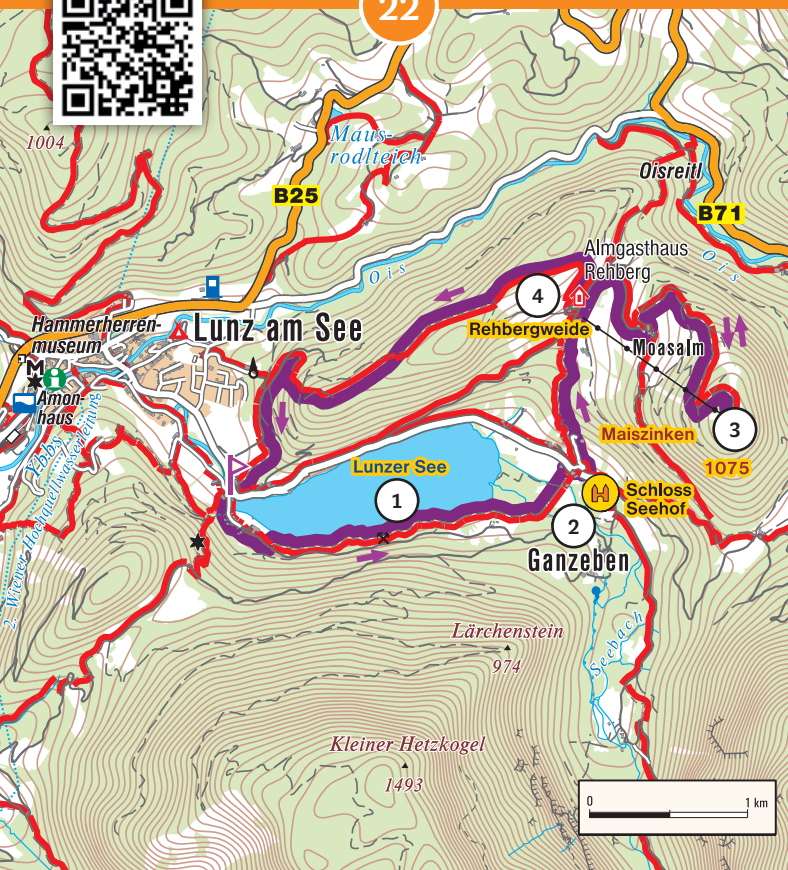 22
1004
Maus-
rodlteich
B25
Oisreitl
B71
Ois
Ois
Almgasthaus
Rehberg
4
Rehbergweide
Hammerherren-
museum
Lunz am See
M
i
Amon-
haus
Moasalm
3
Maiszinken
1075
Ybbs
2. Wiener Hochquellwasserleitung
Lunzer See
1
Schloss
Seehof
2
Ganzeben
Seebach
Lärchenstein
974
Kleiner Hetzkogel
1493
0 1 km